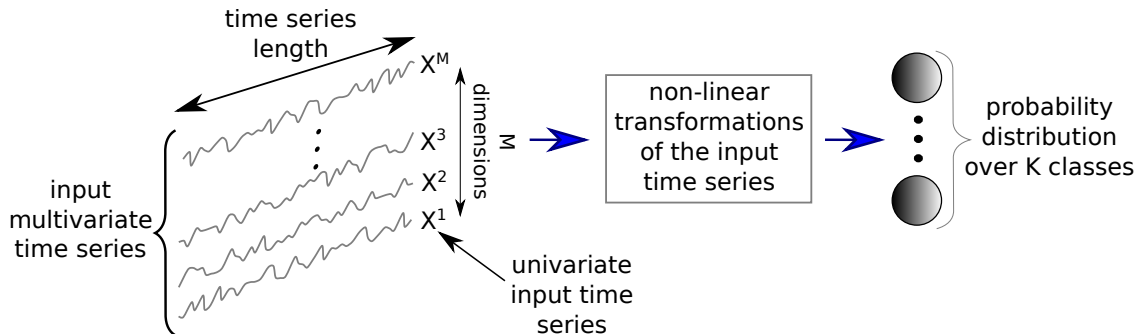 time series
length
X^M
X^3
X^2
X^1
dimensions
M
input
multivariate
time series
univariate
input time
series
non-linear
transformations
of the input
time series
probability
distribution
over K classes